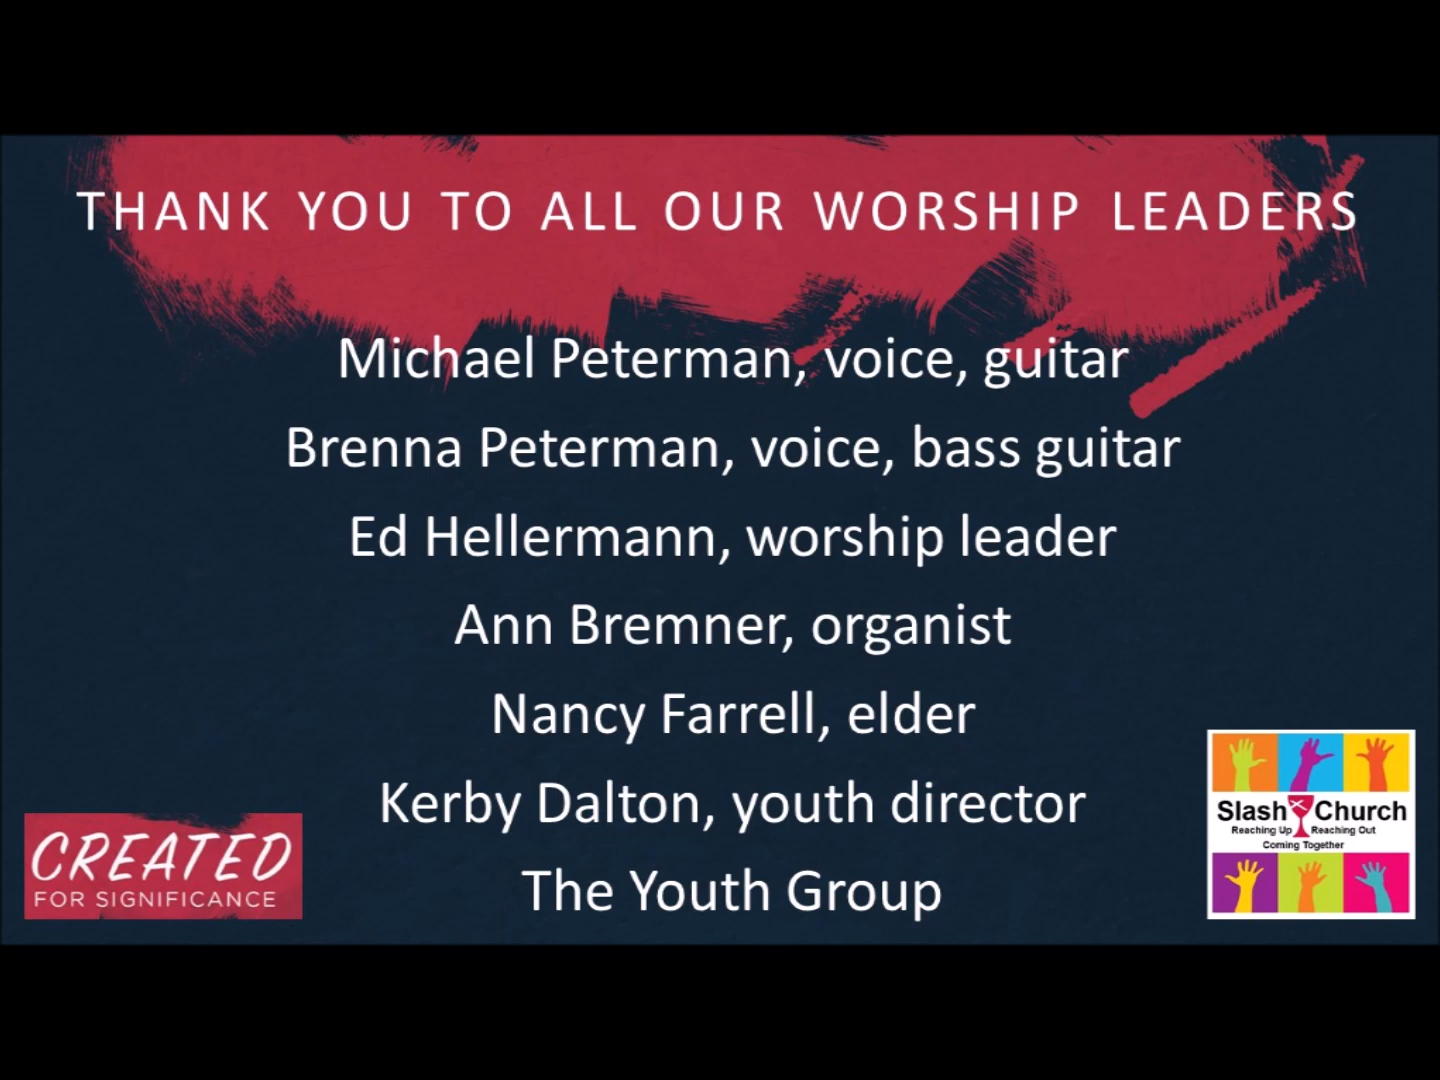 THANK YOU TO ALL OUR WORSHIP LEADERS
Michael Peterman, voice, guitar
Brenna Peterman, voice, bass guitar
Ed Hellermann, worship leader
Ann Bremner, organist
Nancy Farrell, elder
Kerby Dalton, youth director
The Youth Group
CREATED
FOR SIGNIFICANCE
Slash Church
Reaching Up Reaching Out
Coming Together